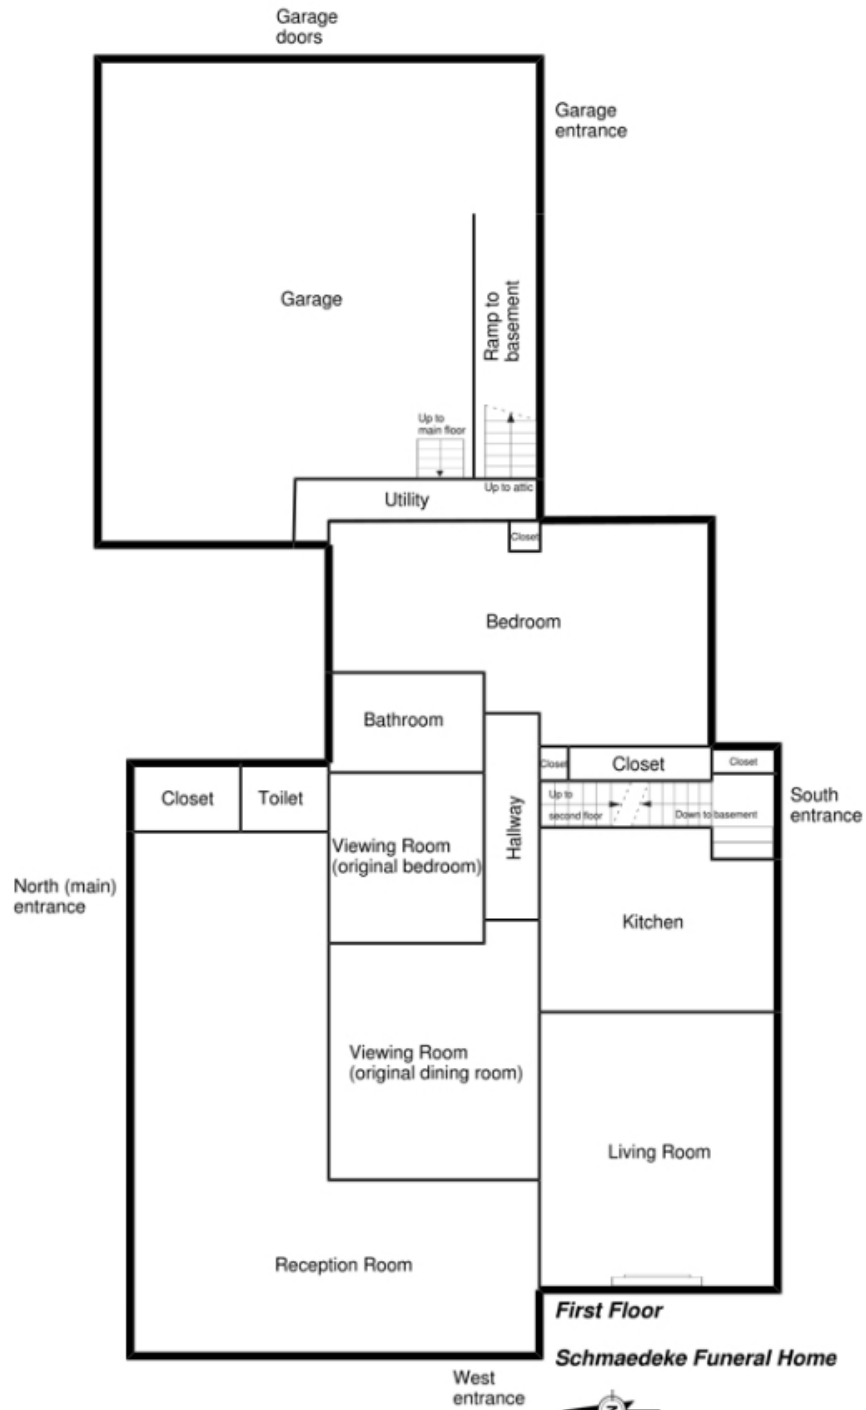 Garage
doors
Garage
entrance
Garage
Ramp to
basement
Up to
main floor
Up to attic
Utility
Closet
Bedroom
Bathroom
Closet
Closet
Closet
Closet
Toilet
Up to
second floor
Down to basement
South
entrance
Hallway
Viewing Room
(original bedroom)
North (main)
entrance
Kitchen
Viewing Room
(original dining room)
Living Room
Reception Room
First Floor
Schmaedeke Funeral Home
West
entrance